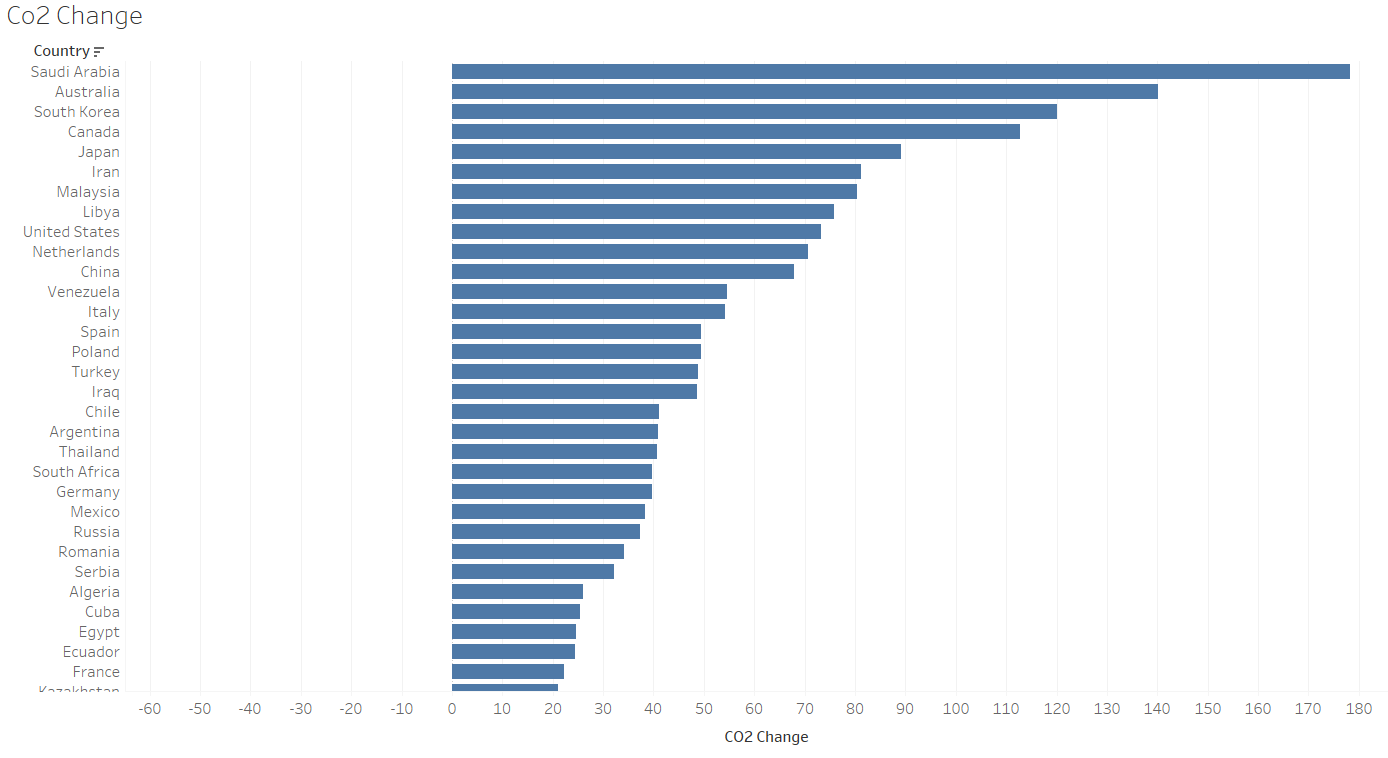 Co2 Change
Country
Saudi Arabia
Australia
South Korea
Canada
Japan
Iran
Malaysia
Libya
United States
Netherlands
China
Venezuela
Italy
Spain
Poland
Turkey
Iraq
Chile
Argentina
Thailand
South Africa
Germany
Mexico
Russia
Romania
Serbia
Algeria
Cuba
Egypt
Ecuador
France
Kazakhstan
-60 -50 -40 -30 -20 -10 0 10 20 30 40 50 60 70 80 90 100 110 120 130 140 150 160 170 180
CO2 Change